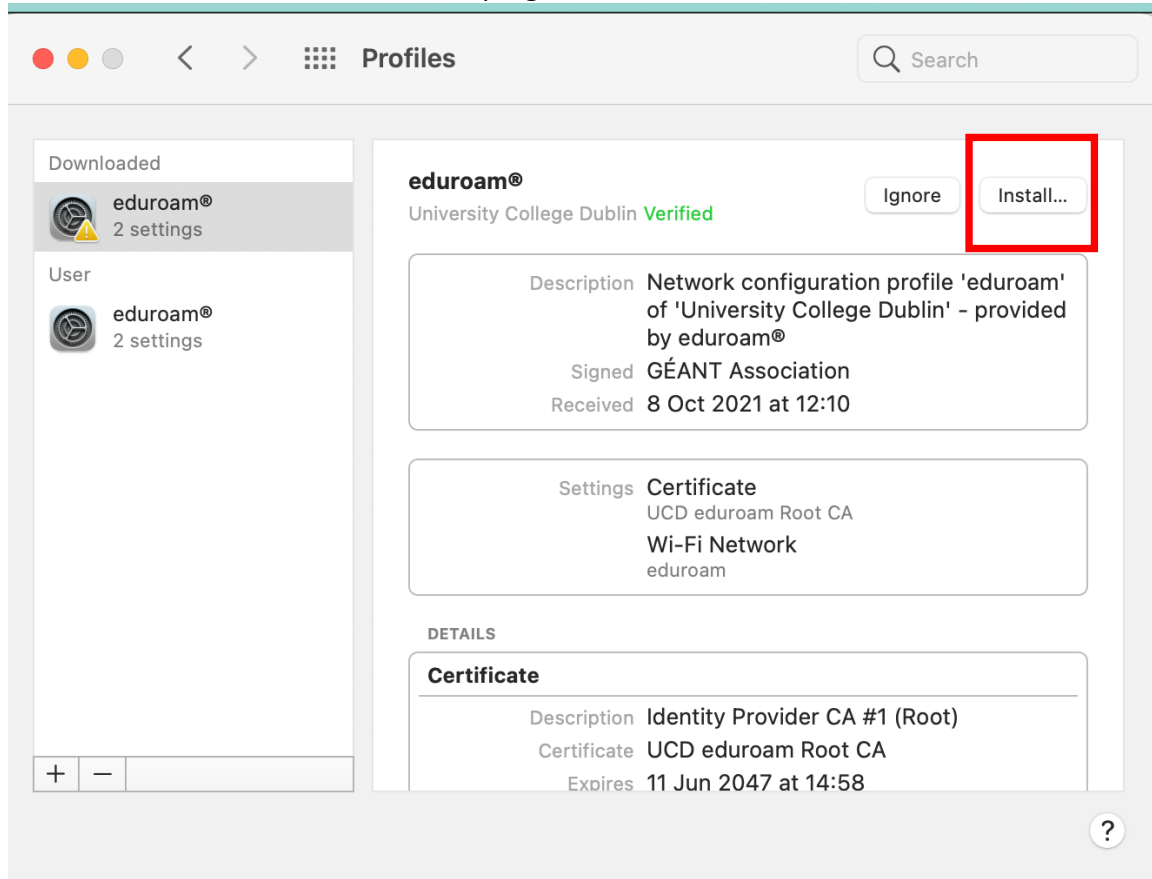 Profiles
Search
Downloaded
eduroam®
2 settings
User
eduroam®
2 settings
eduroam®
University College Dublin Verified
Ignore
Install...
Description Network configuration profile 'eduroam'
of 'University College Dublin' - provided
by eduroam®
Signed GÉANT Association
Received 8 Oct 2021 at 12:10
Settings Certificate
UCD eduroam Root CA
Wi-Fi Network
eduroam
DETAILS
Certificate
Description Identity Provider CA #1 (Root)
Certificate UCD eduroam Root CA
Expires 11 Jun 2047 at 14:58
+ −
?